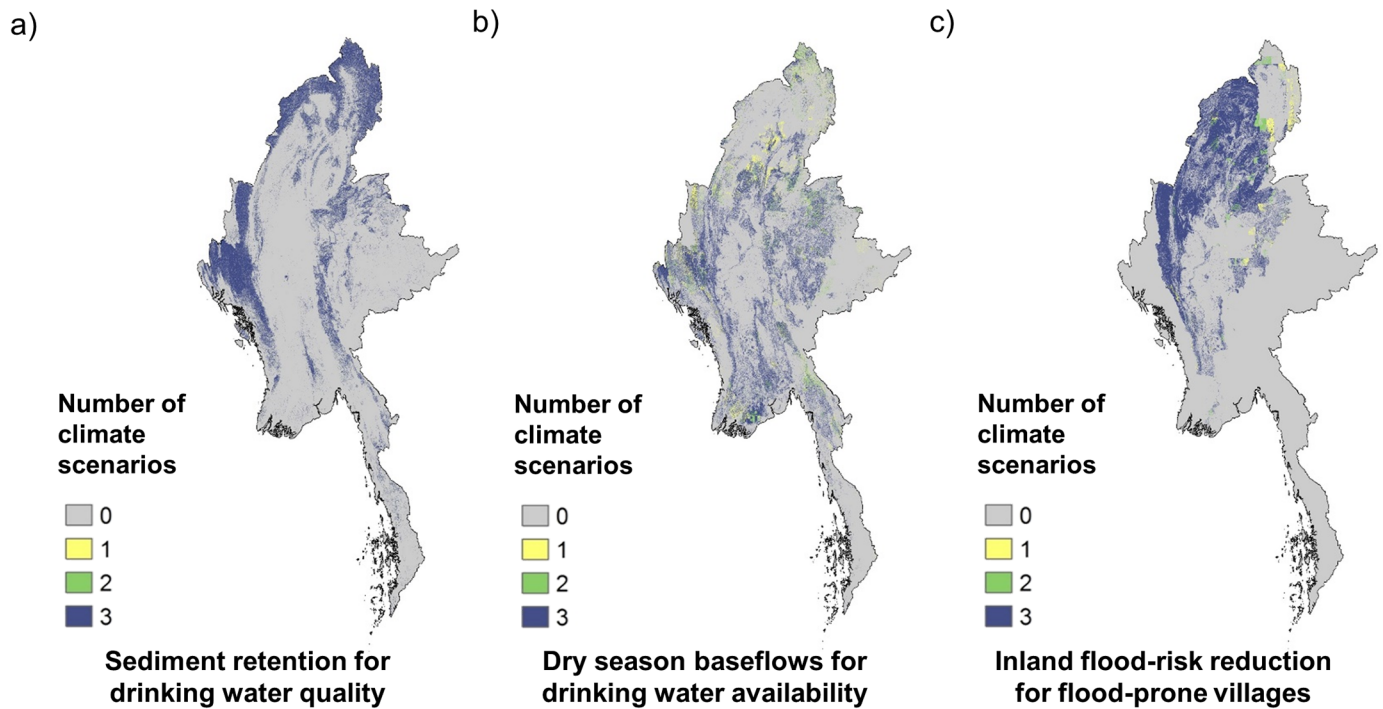 a)
b)
c)
Number of
climate
scenarios
0
1
2
3
Sediment retention for
drinking water quality
Number of
climate
scenarios
0
1
2
3
Dry season baseflows for
drinking water availability
Number of
climate
scenarios
0
1
2
3
Inland flood-risk reduction
for flood-prone villages